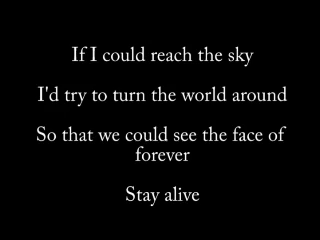 If I could reach the sky
I'd try to turn the world around
So that we could see the face of
forever
Stay alive